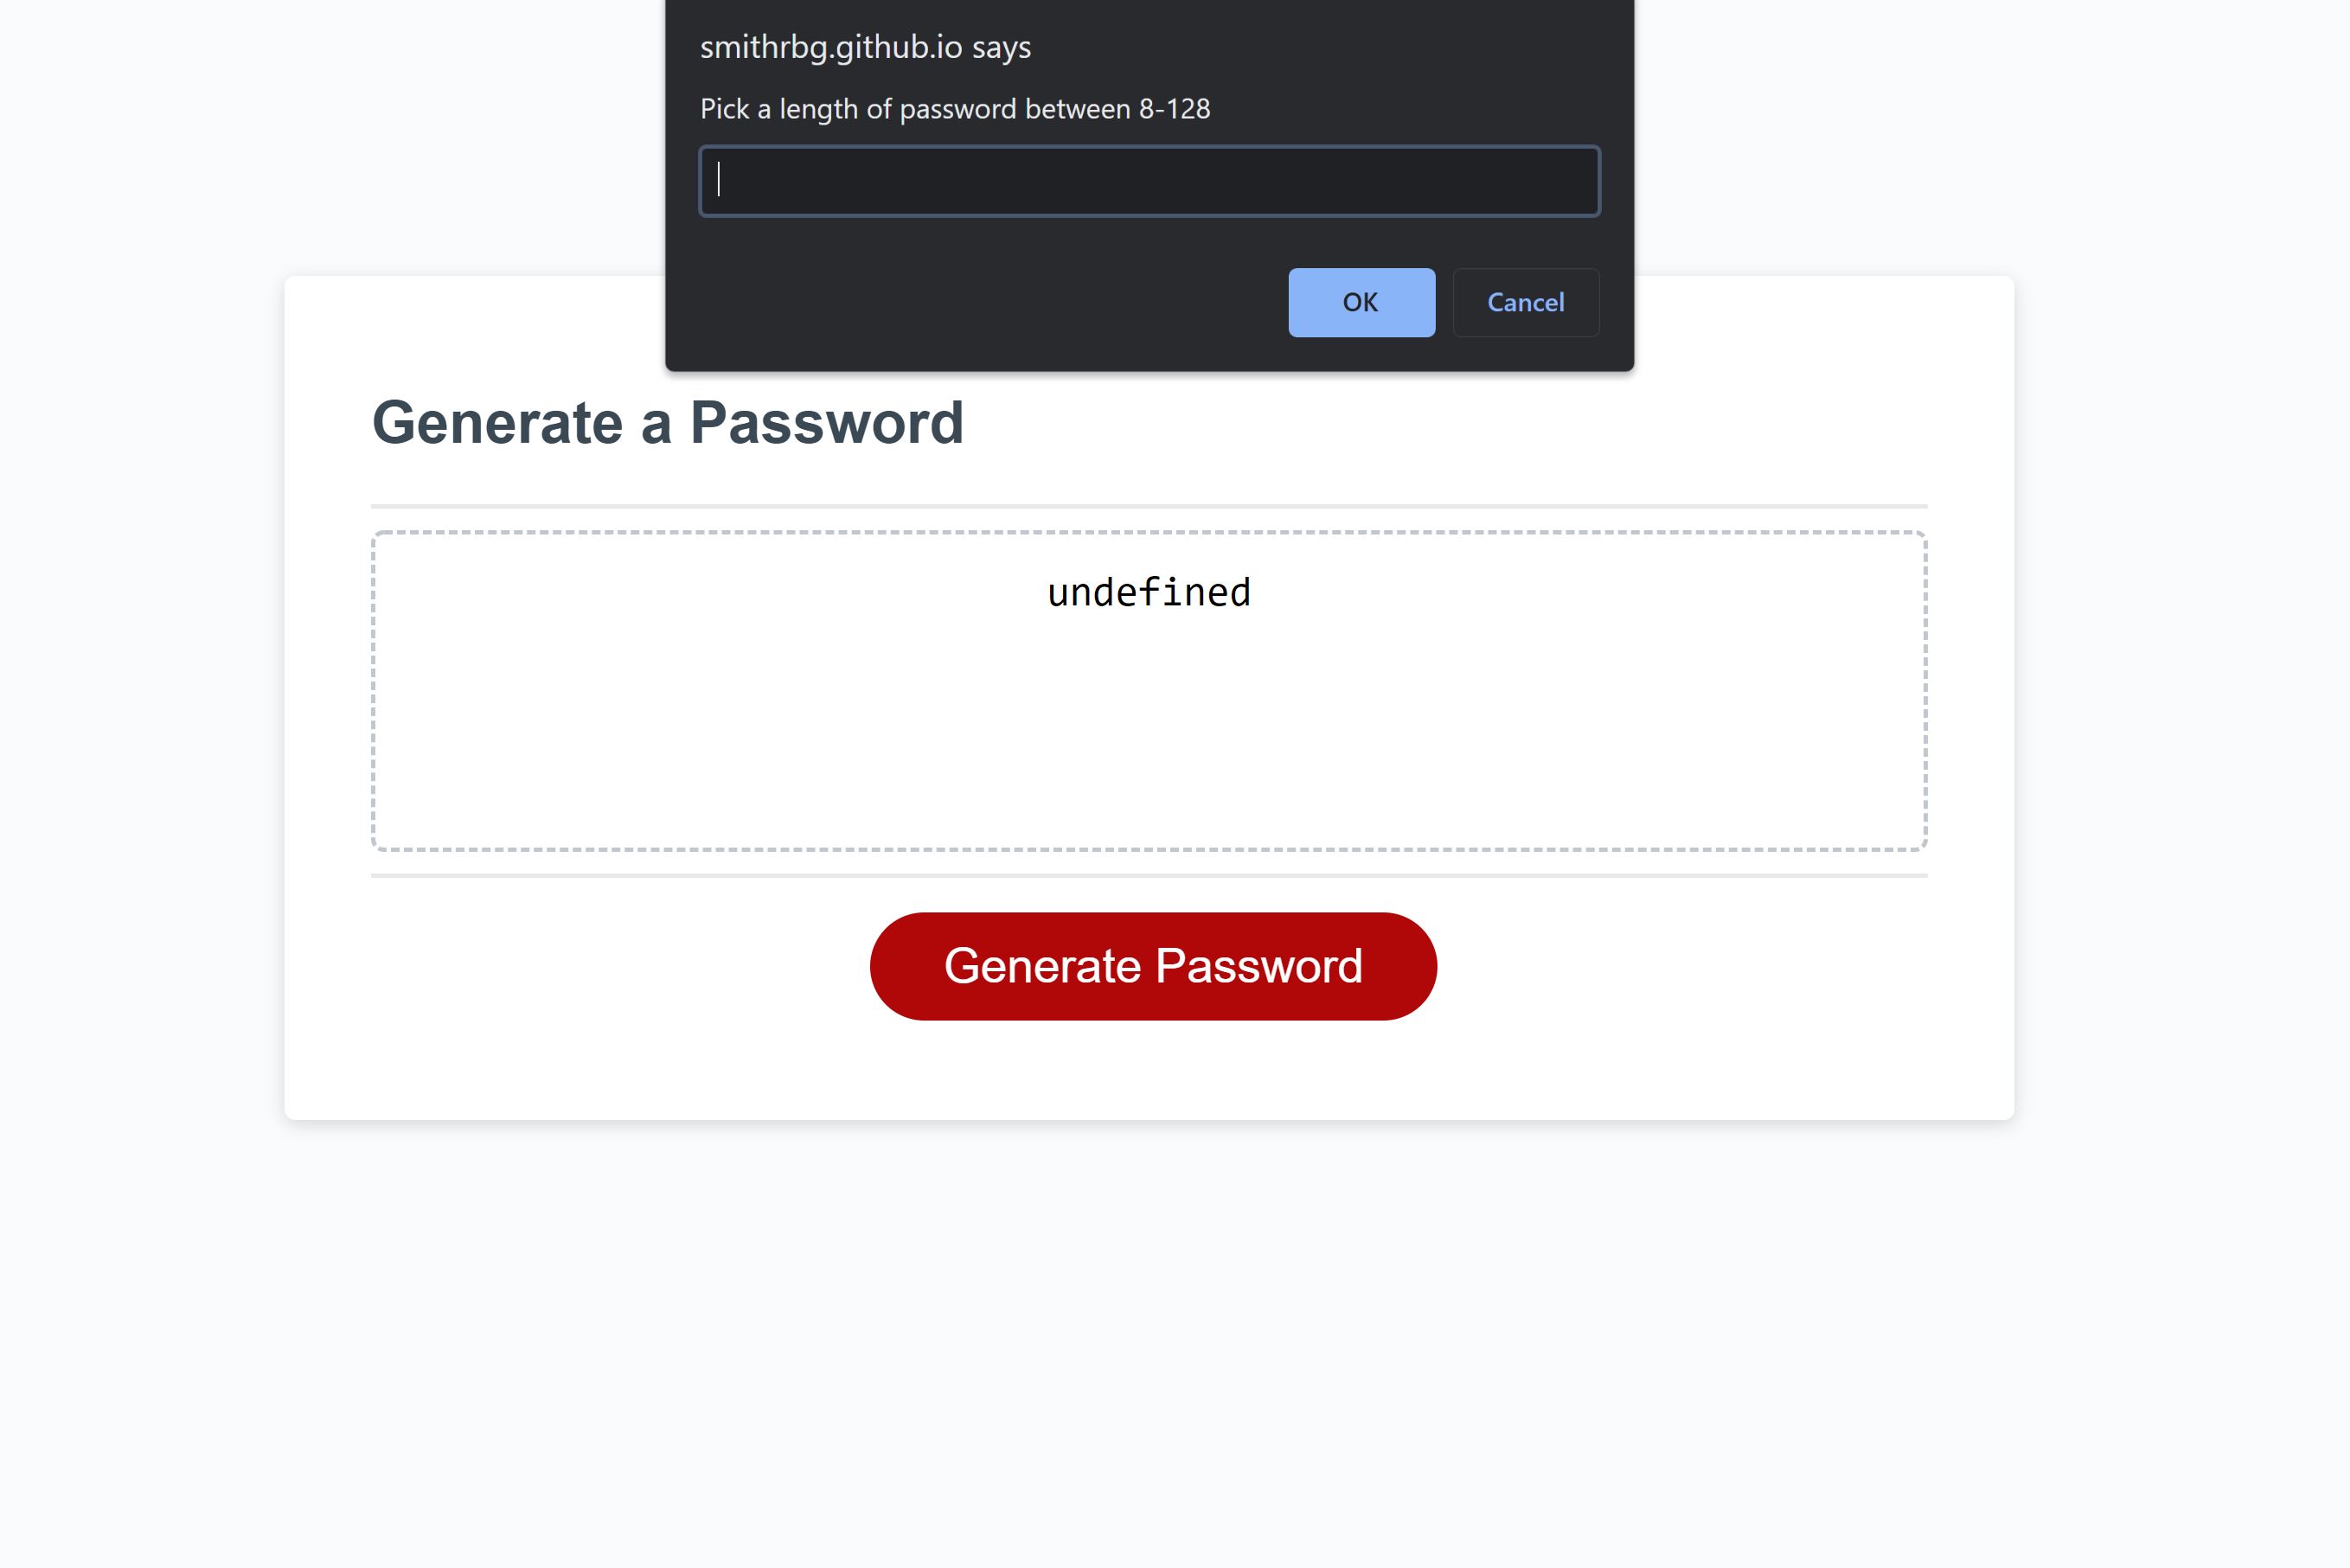 smithrbg.github.io says
Pick a length of password between 8-128
OK
Cancel
Generate a Password
undefined
Generate Password